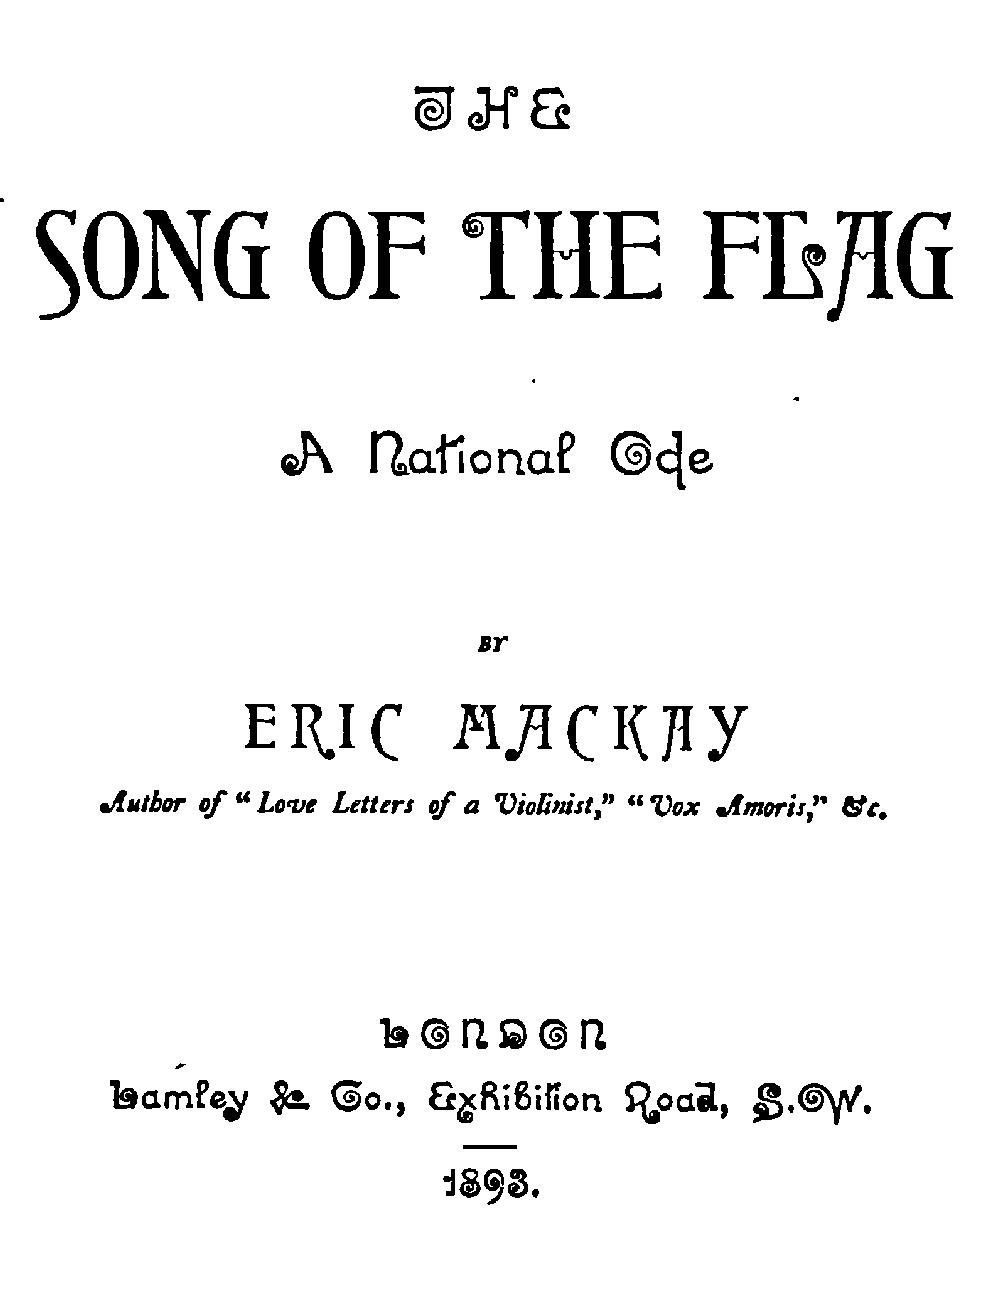 THE
SONG OF THE FLAG
A National Ode
BY
ERIC MACKAY
Author of “Love Letters of a Violinist,” “Vox Amoris,” &c.
LONDON
Lamley & Co., Exhibition Road, S.W.
1893.